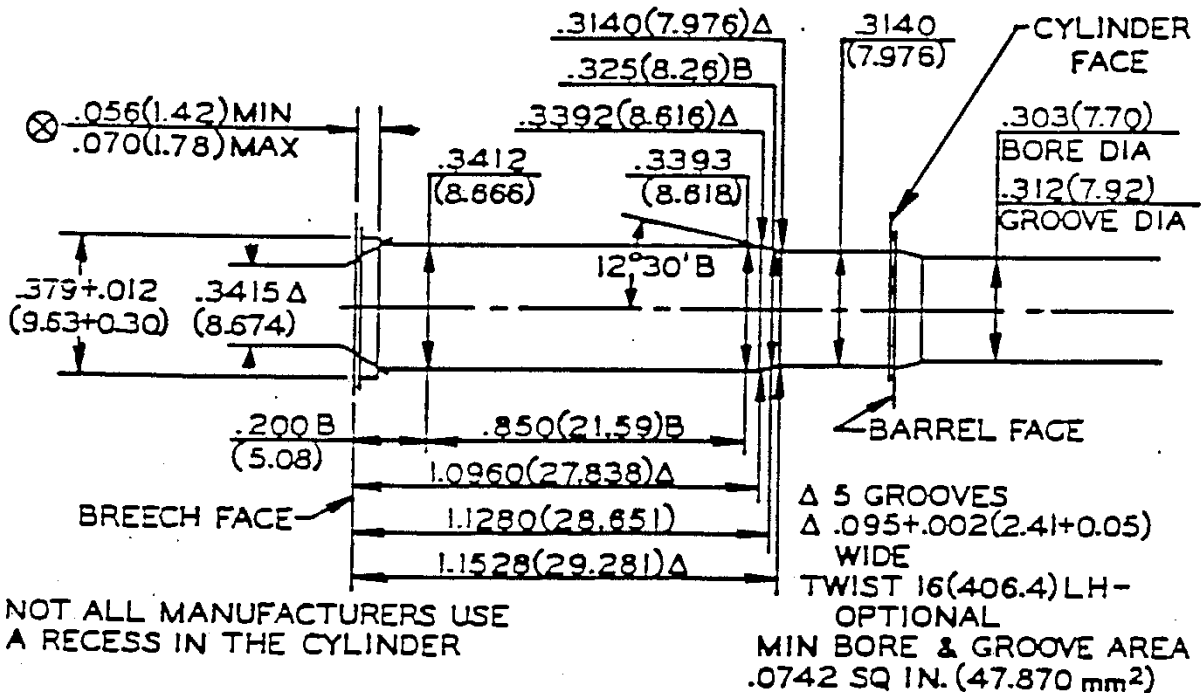 .3140(7.976)Δ
.3140
(7.976)
CYLINDER
FACE
.325(8.26)B
⊗ .056(1.42)MIN
.070(1.78)MAX
.3392(8.616)Δ
.303(7.70)
BORE DIA
.3412
(8.666)
.3393
(8.618)
.312(7.92)
GROOVE DIA
12°30'B
.379+.012
(9.63+0.30)
.3415Δ
(8.674)
.200B
(5.08)
.850(21.59)B
BARREL FACE
1.0960(27.838)Δ
BREECH FACE
1.1280(28.651)
1.1528(29.281)Δ
Δ 5 GROOVES
Δ .095+.002(2.41+0.05)
WIDE
TWIST 16(406.4)LH-
OPTIONAL
MIN BORE & GROOVE AREA
.0742 SQ IN.(47.870 mm²)
NOT ALL MANUFACTURERS USE
A RECESS IN THE CYLINDER